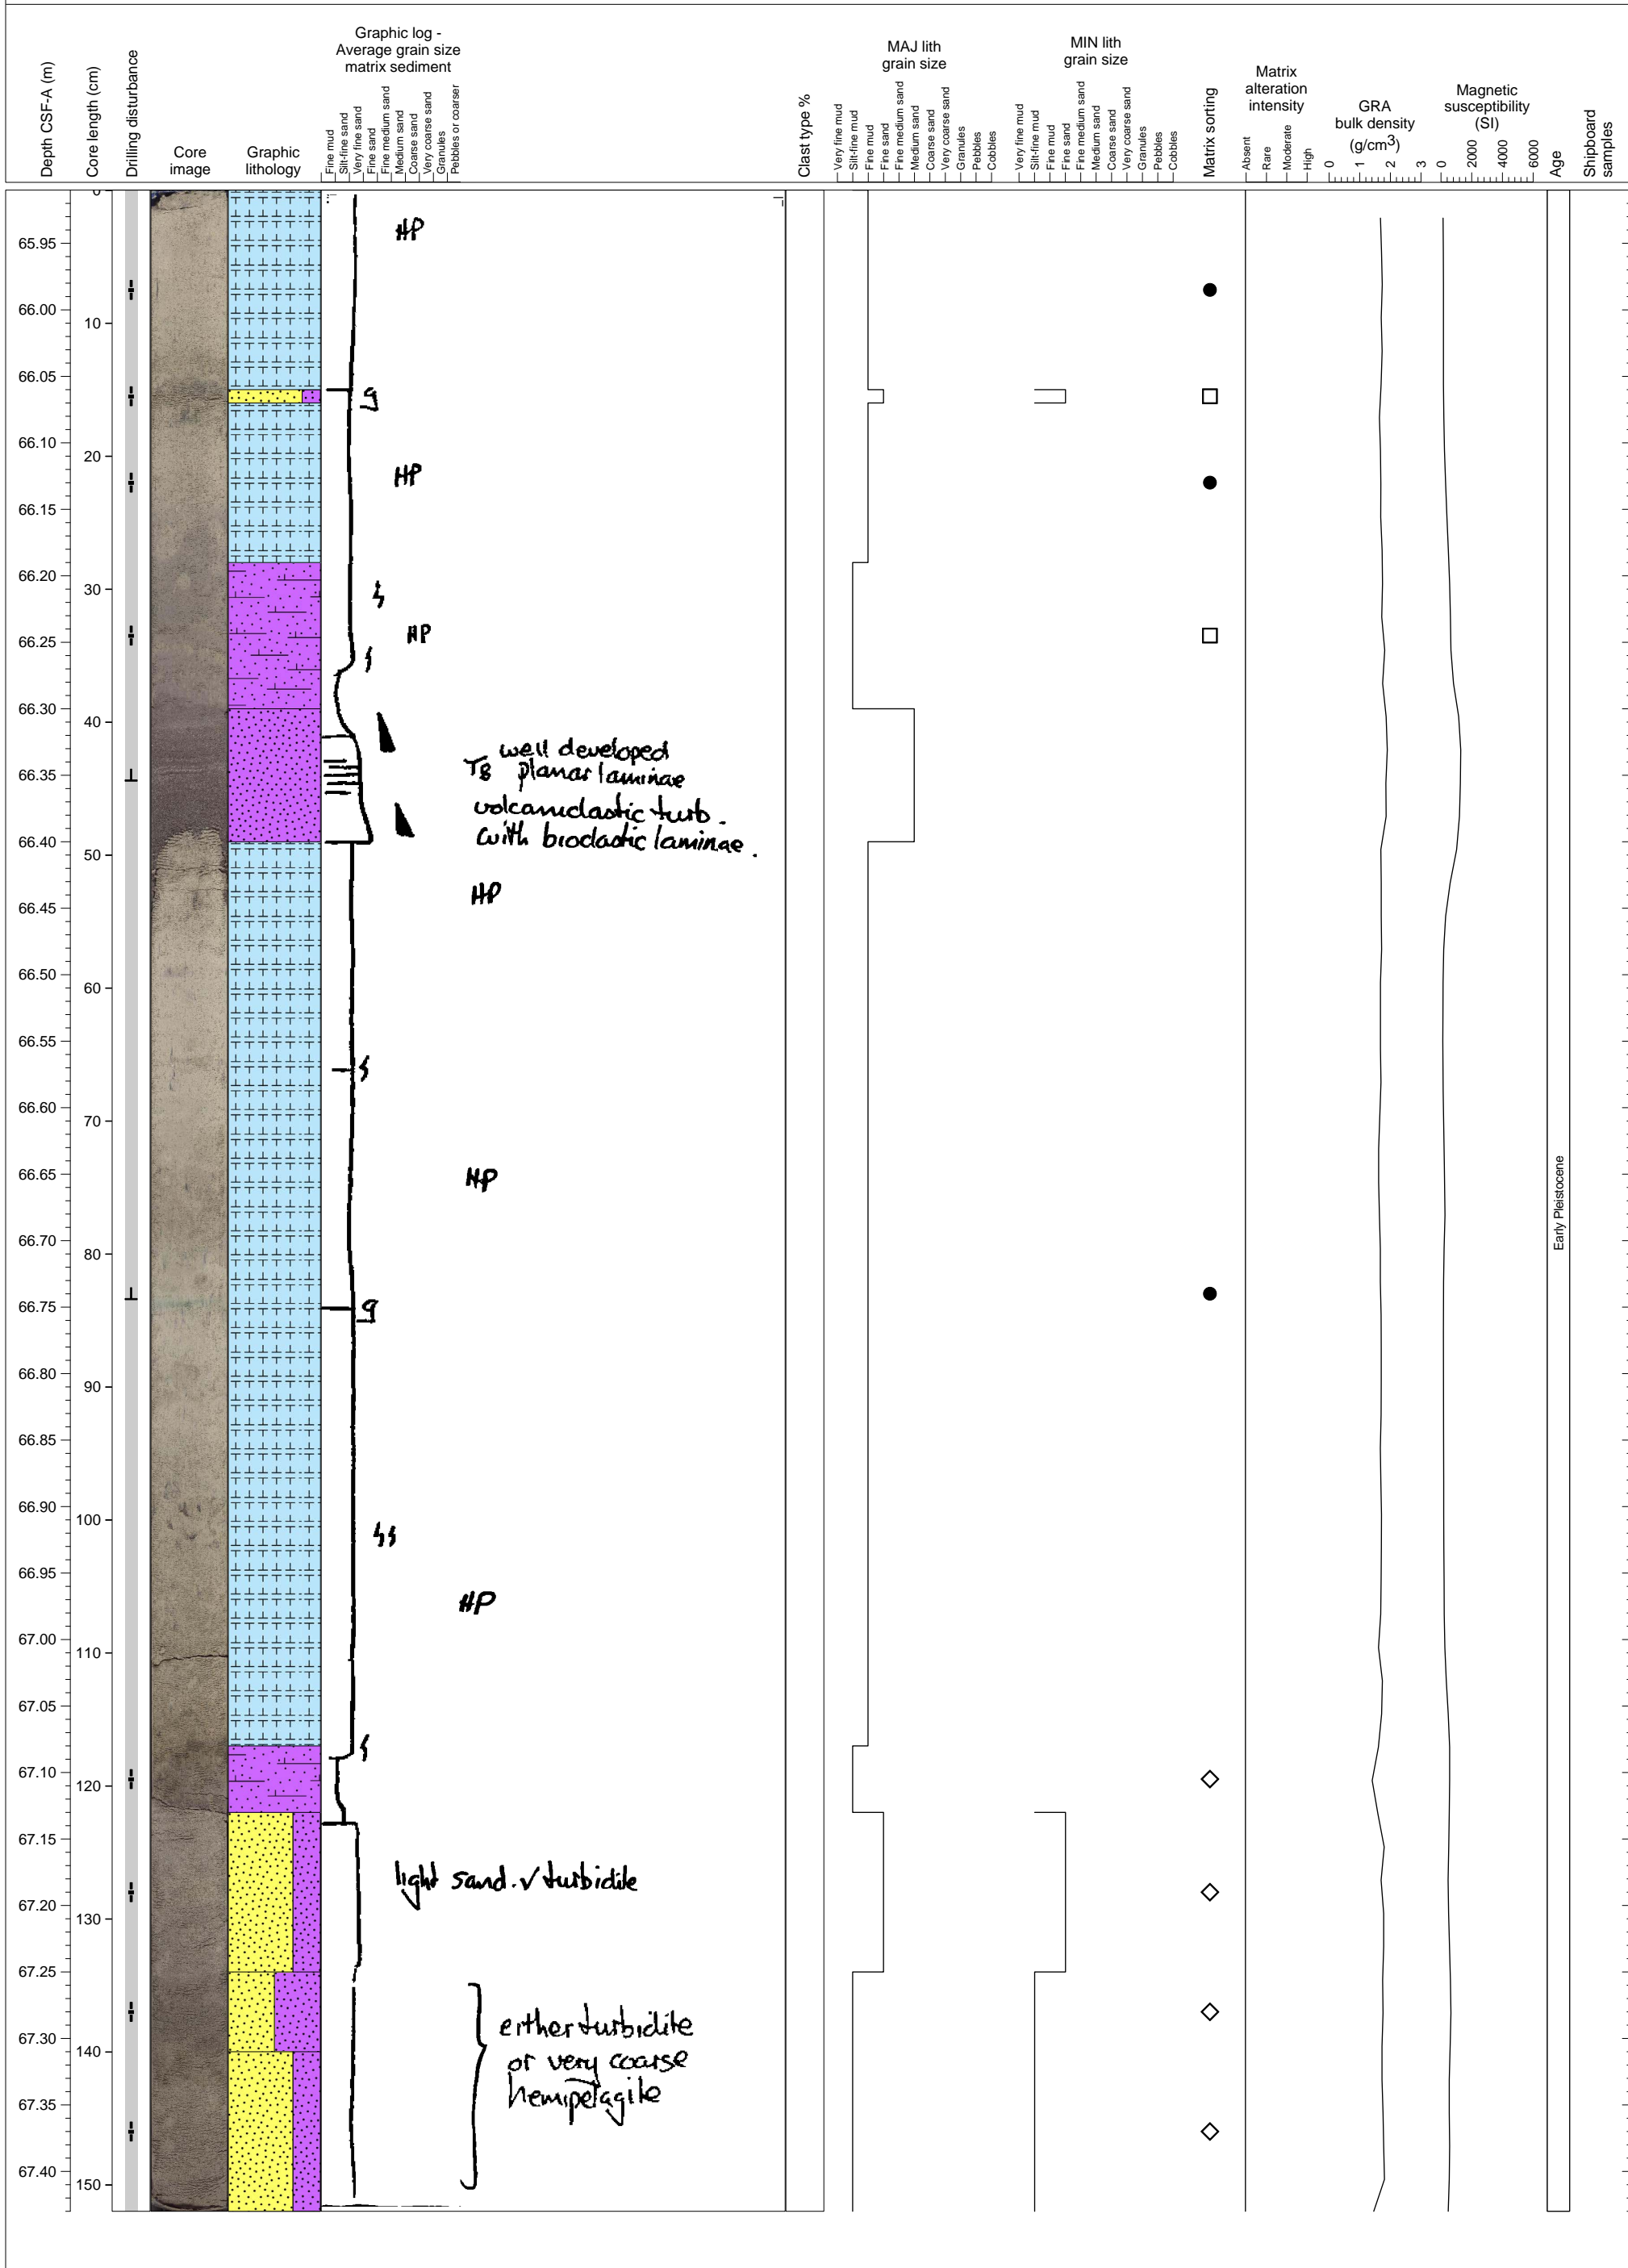 Depth CSF-A (m)
Core length (cm)
Drilling disturbance
Core
image
Graphic
lithology
Graphic log -
Average grain size
matrix sediment
Fine mud
Silt-fine sand
Very fine sand
Fine sand
Fine medium sand
Medium sand
Coarse sand
Very coarse sand
Granules
Pebbles or coarser
Clast type %
MAJ lith
grain size
Very fine mud
Silt-fine mud
Fine mud
Fine sand
Fine medium sand
Medium sand
Coarse sand
Very coarse sand
Granules
Pebbles
Cobbles
MIN lith
grain size
Very fine mud
Silt-fine mud
Fine mud
Fine sand
Fine medium sand
Medium sand
Coarse sand
Very coarse sand
Granules
Pebbles
Cobbles
Matrix sorting
Matrix
alteration
intensity
Absent
Rare
Moderate
High
GRA
bulk density
(g/cm3)
0 1 2 3
Magnetic
susceptibility
(SI)
0 2000 4000 6000
Age
Shipboard
samples
0
65.95
HP
66.00
10
66.05
g
66.10
20
HP
66.15
66.20
30
HP
66.25
66.30
40
well developed
TB planar laminae
66.35
volcaniclastic turb.
with bioclastic laminae.
66.40
50
HP
66.45
66.50
60
66.55
66.60
70
66.65
HP
66.70
80
66.75
g
66.80
90
66.85
66.90
100
66.95
HP
67.00
110
67.05
67.10
120
67.15
light sand. v turbidite
67.20
130
67.25
either turbidite
67.30
140
or very coarse
hemipelagite
67.35
67.40
150
Early Pleistocene